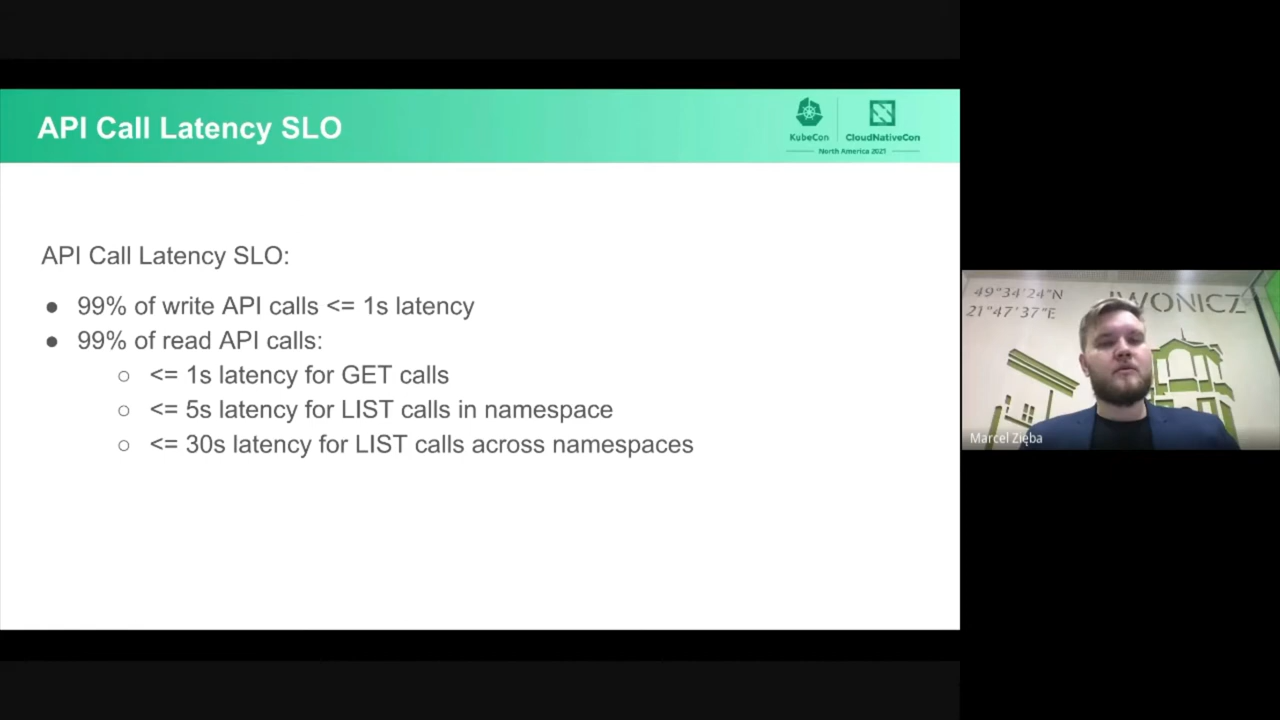 API Call Latency SLO
KubeCon
CloudNativeCon
North America 2021
API Call Latency SLO:
● 99% of write API calls <= 1s latency
● 99% of read API calls:
○ <= 1s latency for GET calls
○ <= 5s latency for LIST calls in namespace
○ <= 30s latency for LIST calls across namespaces
49°34'24"N
21°47'37"E
IWONICZ
Marcel Zięba